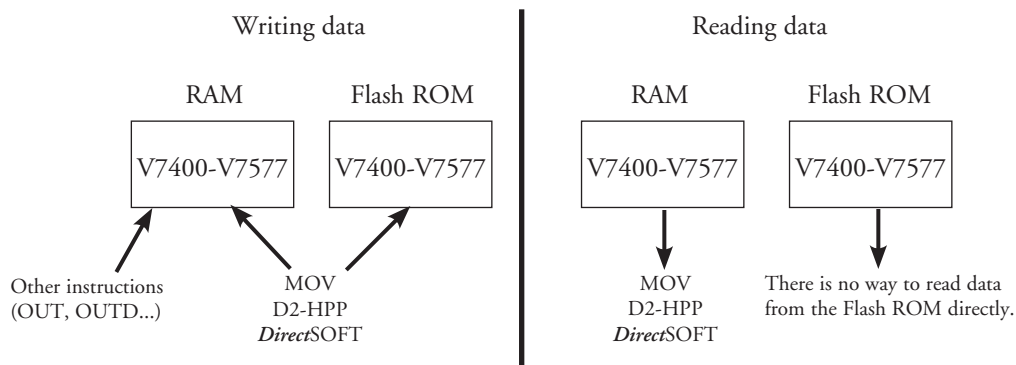 Writing data
RAM
Flash ROM
V7400-V7577
V7400-V7577
Other instructions
(OUT, OUTD...)
MOV
D2-HPP
DirectSOFT
Reading data
RAM
Flash ROM
V7400-V7577
V7400-V7577
MOV
D2-HPP
DirectSOFT
There is no way to read data
from the Flash ROM directly.